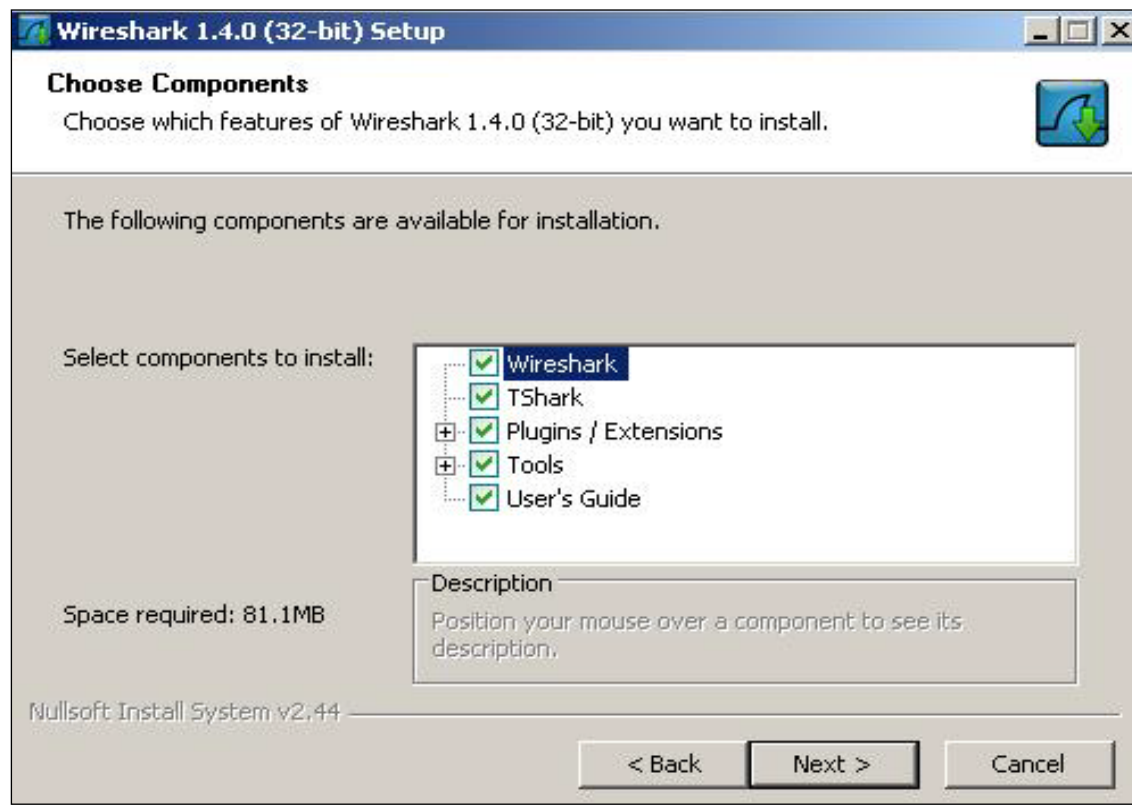 Wireshark 1.4.0 (32-bit) Setup
Choose Components
Choose which features of Wireshark 1.4.0 (32-bit) you want to install.
The following components are available for installation.
Select components to install:
Wireshark
TShark
Plugins / Extensions
Tools
User's Guide
Space required: 81.1MB
Description
Position your mouse over a component to see its
description.
Nullsoft Install System v2.44
< Back
Next >
Cancel